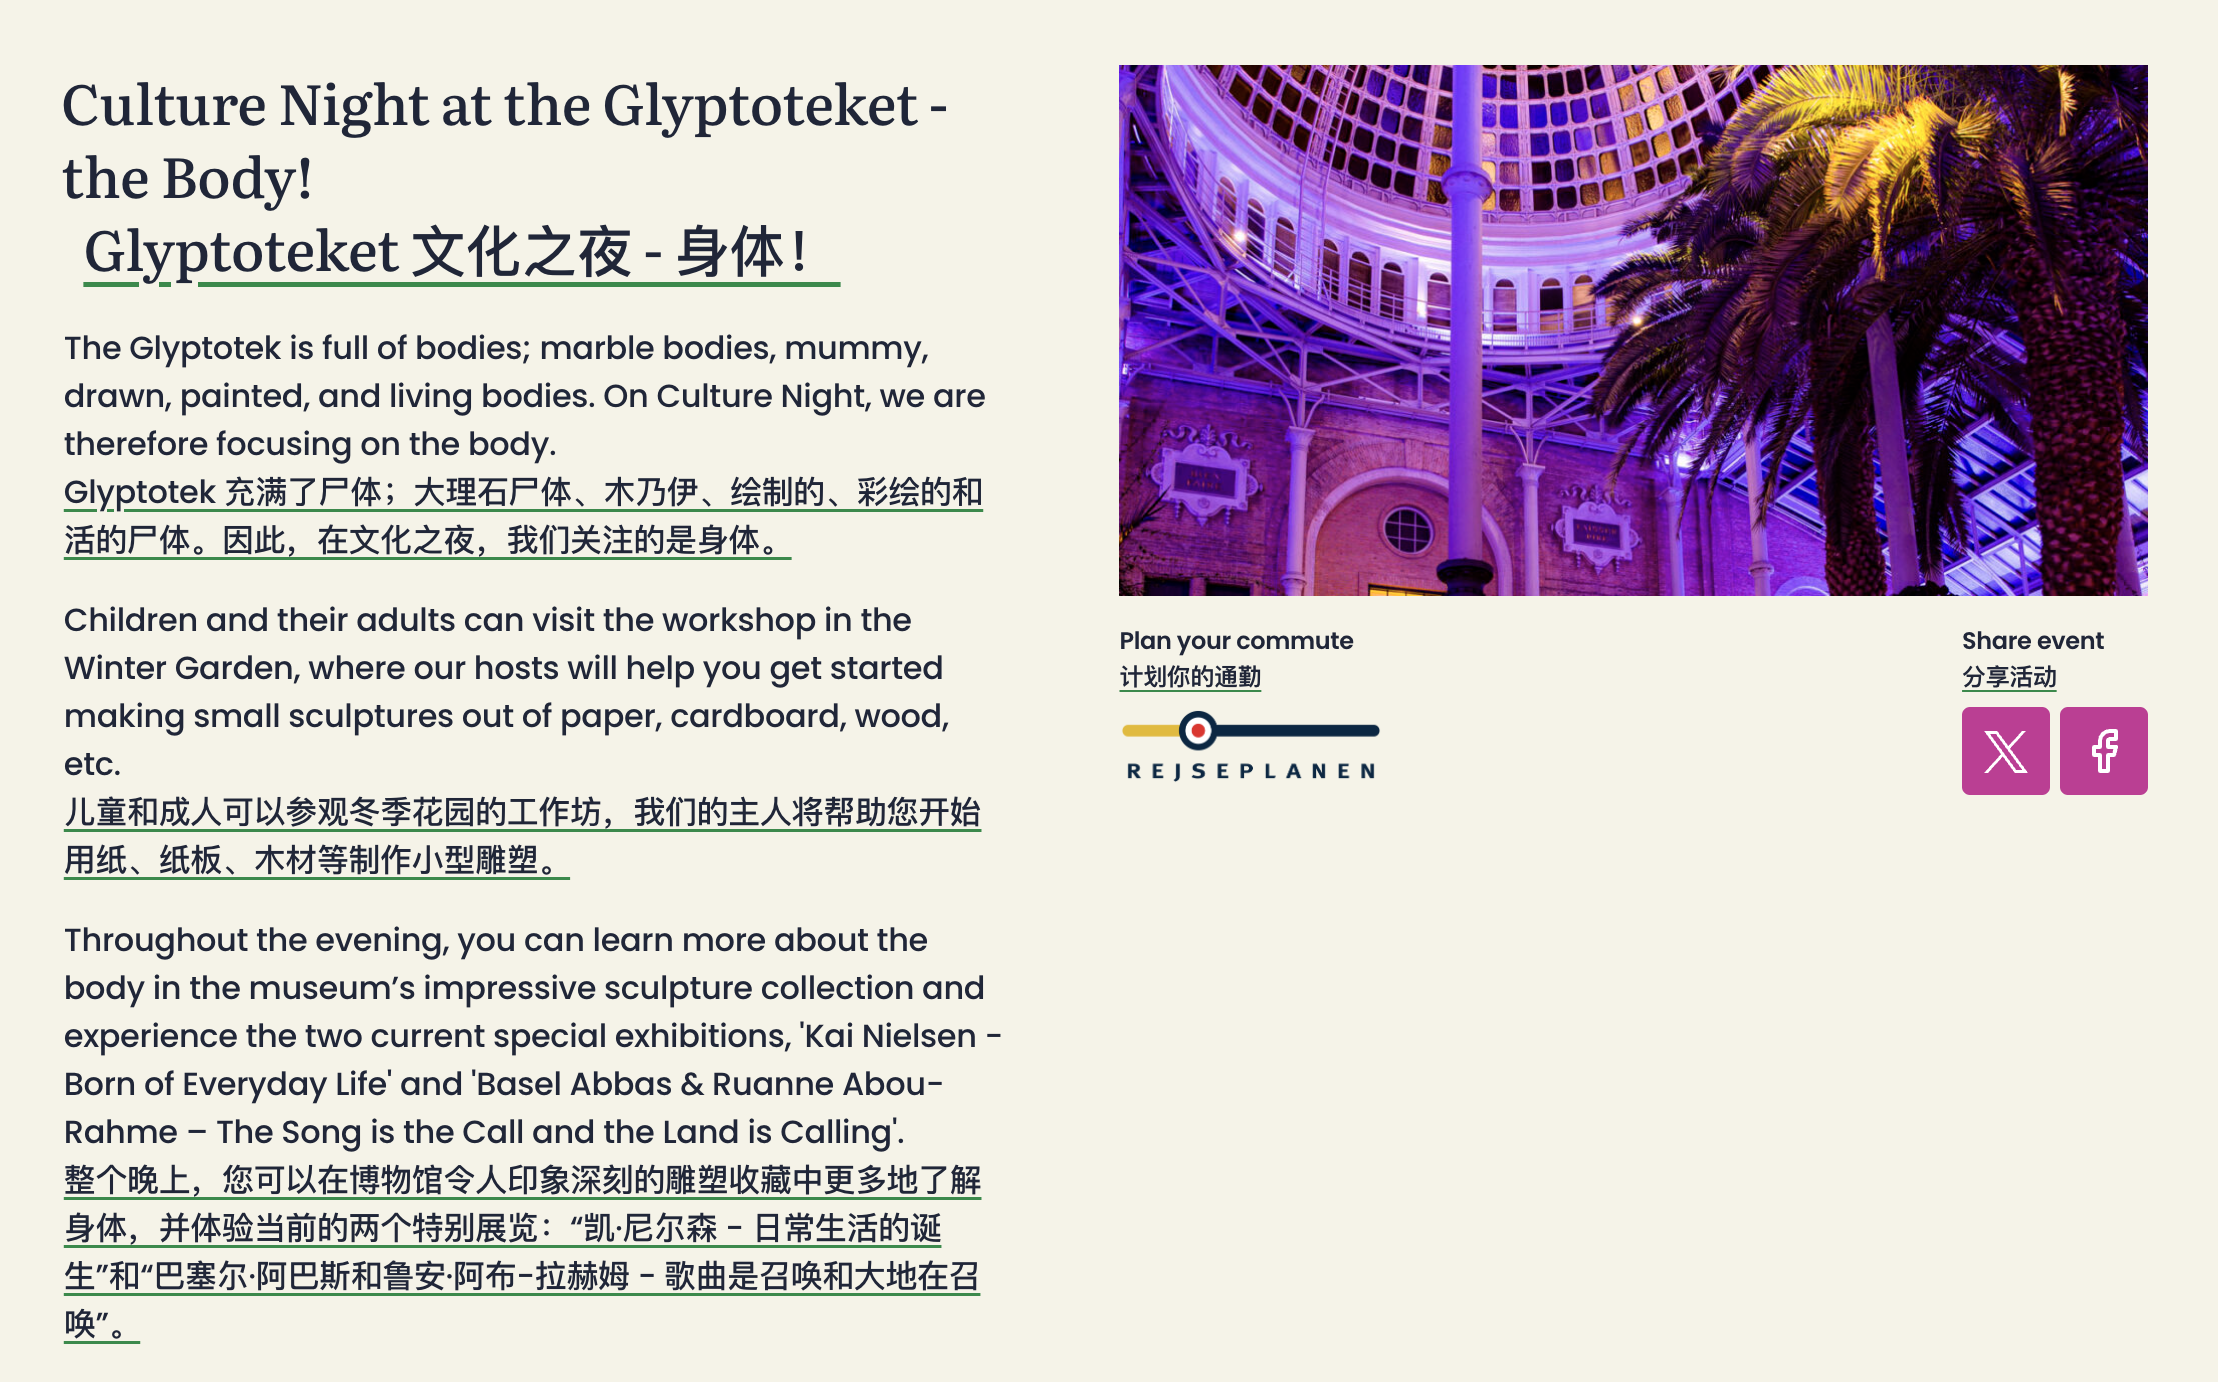 Culture Night at the Glyptoteket -
the Body!
Glyptoteket 文化之夜 - 身体！
The Glyptotek is full of bodies; marble bodies, mummy,
drawn, painted, and living bodies. On Culture Night, we are
therefore focusing on the body.
Glyptotek 充满了尸体；大理石尸体、木乃伊、绘制的、彩绘的和
活的尸体。因此，在文化之夜，我们关注的是身体。
Children and their adults can visit the workshop in the
Winter Garden, where our hosts will help you get started
making small sculptures out of paper, cardboard, wood,
etc.
儿童和成人可以参观冬季花园的工作坊，我们的主人将帮助您开始
用纸、纸板、木材等制作小型雕塑。
Throughout the evening, you can learn more about the
body in the museum’s impressive sculpture collection and
experience the two current special exhibitions, 'Kai Nielsen -
Born of Everyday Life' and 'Basel Abbas & Ruanne Abou-
Rahme – The Song is the Call and the Land is Calling'.
整个晚上，您可以在博物馆令人印象深刻的雕塑收藏中更多地了解
身体，并体验当前的两个特别展览：“凯·尼尔森 - 日常生活的诞
生”和“巴塞尔·阿巴斯和鲁安·阿布-拉赫姆 - 歌曲是召唤和大地在召
唤”。
Plan your commute
计划你的通勤
REJSEPLANEN
Share event
分享活动